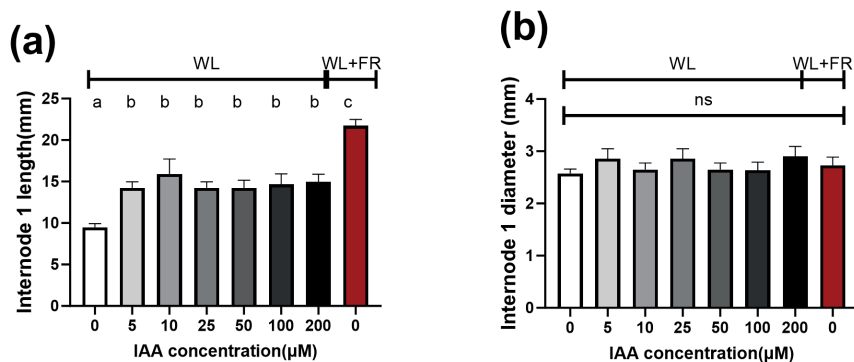 (a)
WL WL+FR
a b b b b b b c
Internode 1 length(mm)
25
20
15
10
5
0
0 5 10 25 50 100 200 0
IAA concentration(µM)
(b)
WL WL+FR
ns
Internode 1 diameter (mm)
4
3
2
1
0
0 5 10 25 50 100 200 0
IAA concentration(µM)